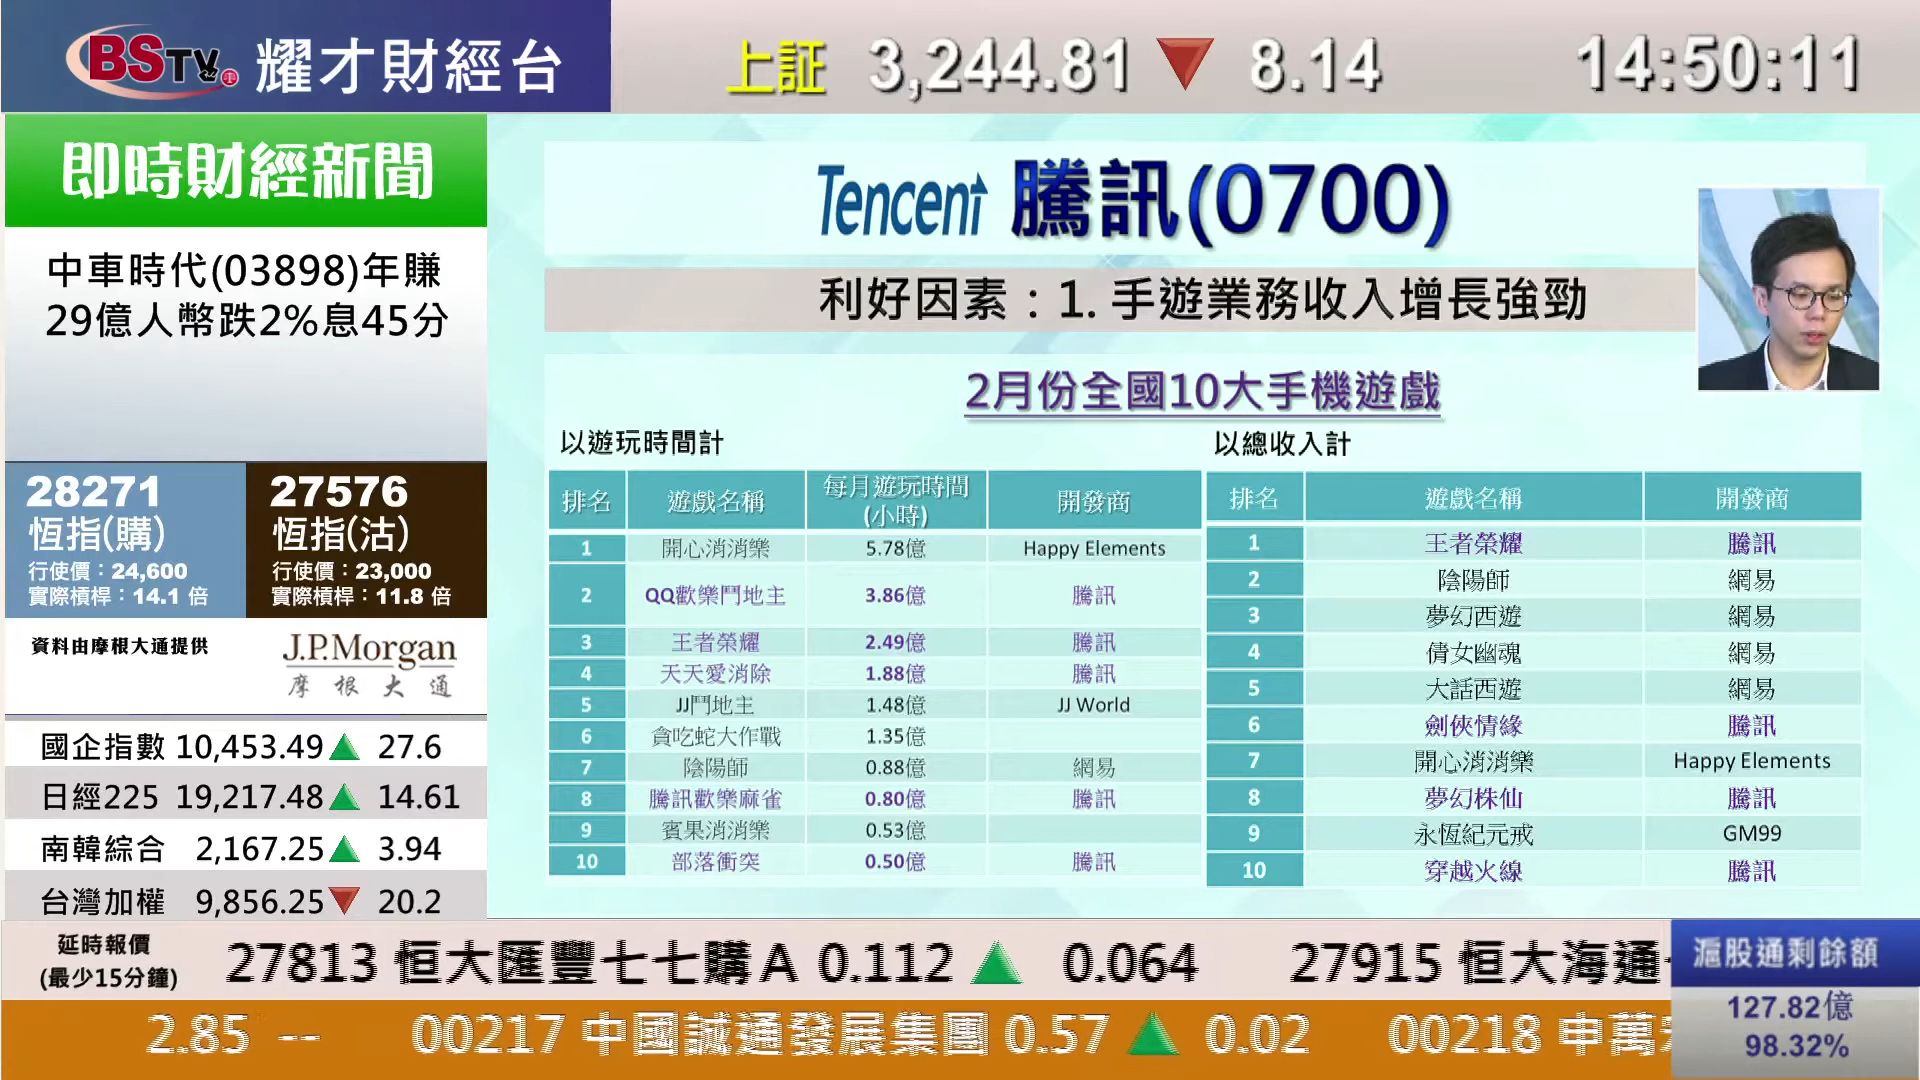 BSTV 耀才財經台
上証 3,244.81 ▼ 8.14 14:50:11
即時財經新聞
中車時代(03898)年賺
29億人幣跌2%息45分
28271
恆指(購)
行使價：24,600
實際槓桿：14.1 倍
27576
恆指(沽)
行使價：23,000
實際槓桿：11.8 倍
資料由摩根大通提供
J.P.Morgan
摩根大通
國企指數 10,453.49 ▲ 27.6
日經225 19,217.48 ▲ 14.61
南韓綜合 2,167.25 ▲ 3.94
台灣加權 9,856.25 ▼ 20.2
Tencent 騰訊(0700)
利好因素：1. 手遊業務收入增長強勁
2月份全國10大手機遊戲
以遊玩時間計
排名 遊戲名稱 每月遊玩時間(小時) 開發商
1 開心消消樂 5.78億 Happy Elements
2 QQ歡樂鬥地主 3.86億 騰訊
3 王者榮耀 2.49億 騰訊
4 天天愛消除 1.88億 騰訊
5 JJ鬥地主 1.48億 JJ World
6 貪吃蛇大作戰 1.35億
7 陰陽師 0.88億 網易
8 騰訊歡樂麻雀 0.80億 騰訊
9 賓果消消樂 0.53億
10 部落衝突 0.50億 騰訊
以總收入計
排名 遊戲名稱 開發商
1 王者榮耀 騰訊
2 陰陽師 網易
3 夢幻西遊 網易
4 倩女幽魂 網易
5 大話西遊 網易
6 劍俠情緣 騰訊
7 開心消消樂 Happy Elements
8 夢幻株仙 騰訊
9 永恆紀元戒 GM99
10 穿越火線 騰訊
延時報價
(最少15分鐘)
27813 恒大匯豐七七購A 0.112 ▲ 0.064 27915 恒大海通
2.85 -- 00217 中國誠通發展集團 0.57 ▲ 0.02 00218 申萬
滬股通剩餘額
127.82億
98.32%